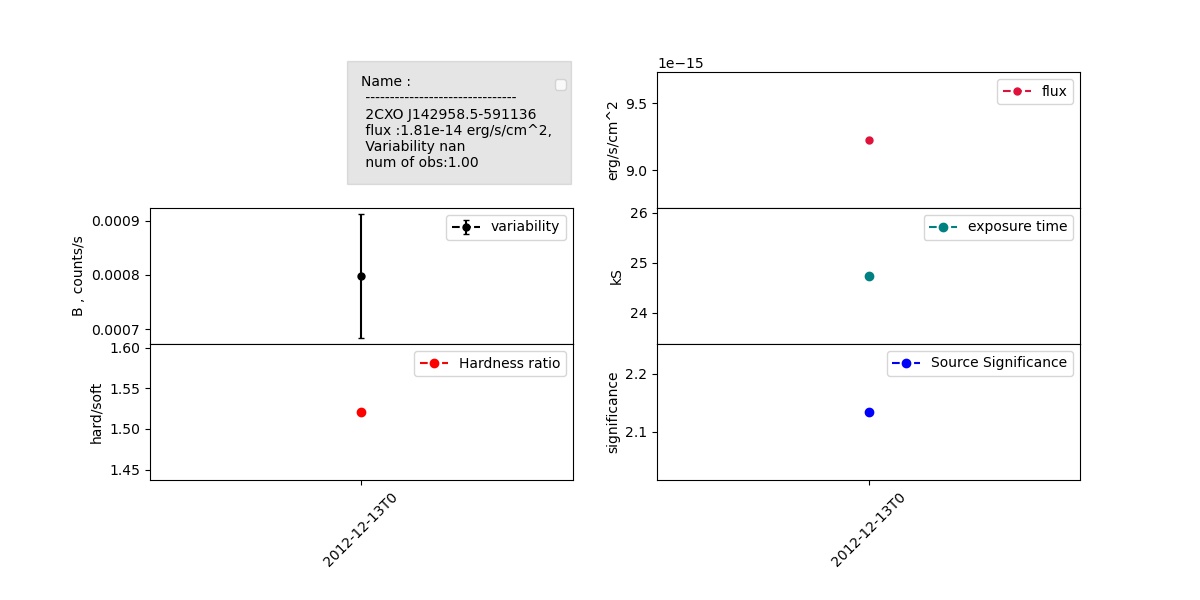 Name :
-------------------------------
2CXO J142958.5-591136
flux :1.81e-14 erg/s/cm^2,
Variability nan
num of obs:1.00
1e−15
flux
9.5
9.0
erg/s/cm^2
variability
0.0009
0.0008
0.0007
B , counts/s
exposure time
26
25
24
kS
Hardness ratio
1.60
1.55
1.50
1.45
hard/soft
Source Significance
2.2
2.1
significance
2012-12-13T0
2012-12-13T0